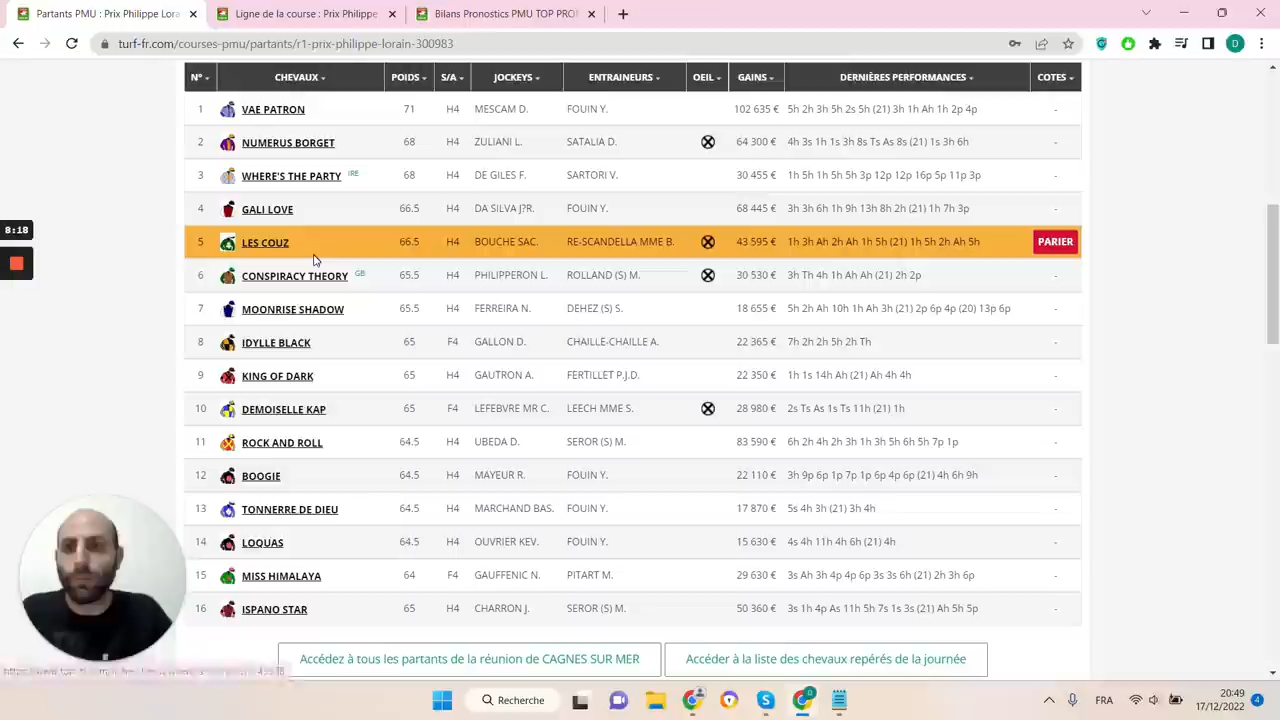 Partants PMU : Prix Philippe Lora
Ligne de la course : Prix Philippe
Bilans Pronostics PMU TOP PRON
turf-fr.com/courses-pmu/partants/r1-prix-philippe-lorain-300983
D
N° CHEVAUX POIDS S/A JOCKEYS ENTRAINEURS OEIL GAINS DERNIÈRES PERFORMANCES COTES
1 VAE PATRON 71 H4 MESCAM D. FOUIN Y. 102 635 € 5h 2h 3h 5h 2s 5h (21) 3h 1h Ah 1h 2p 4p -
2 NUMERUS BORGET 68 H4 ZULIANI L. SATALIA D. 64 300 € 4h 3s 1h 1s 3h 8s Ts As 8s (21) 1s 3h 6h -
3 WHERE'S THE PARTY IRE 68 H4 DE GILES F. SARTORI V. 30 455 € 1h 5h 1h 5h 5h 3p 12p 12p 16p 5p 11p 3p -
4 GALI LOVE 66.5 H4 DA SILVA J?R. FOUIN Y. 68 445 € 3h 3h 6h 1h 9h 13h 8h 2h (21) 1h 7h 3p -
8:18
5 LES COUZ 66.5 H4 BOUCHE SAC. RE-SCANDELLA MME B. 43 595 € 1h 3h Ah 2h Ah 1h 5h (21) 1h 5h 2h Ah 5h PARIER
6 CONSPIRACY THEORY GB 65.5 H4 PHILIPPERON L. ROLLAND (S) M. 30 530 € 3h Th 4h 1h Ah Ah (21) 2h 2p -
7 MOONRISE SHADOW 65.5 H4 FERREIRA N. DEHEZ (S) S. 18 655 € 5h 2h Ah 10h 1h Ah 3h (21) 2p 6p 4p (20) 13p 6p -
8 IDYLLE BLACK 65 F4 GALLON D. CHAILLE-CHAILLE A. 22 365 € 7h 2h 2h 5h 2h Th -
9 KING OF DARK 65 H4 GAUTRON A. FERTILLET P.J.D. 22 350 € 1h 1s 14h Ah (21) Ah 4h 4h -
10 DEMOISELLE KAP 65 F4 LEFEBVRE MR C. LEECH MME S. 28 980 € 2s Ts As 1s Ts 11h (21) 1h -
11 ROCK AND ROLL 64.5 H4 UBEDA D. SEROR (S) M. 83 590 € 6h 2h 4h 2h 3h 1h 3h 5h 6h 5h 7p 1p -
12 BOOGIE 64.5 H4 MAYEUR R. FOUIN Y. 22 110 € 3h 9p 6p 1p 7p 1p 6p 4p 6p (21) 4h 6h 9h -
13 TONNERRE DE DIEU 64.5 H4 MARCHAND BAS. FOUIN Y. 17 870 € 5s 4h 3h (21) 3h 4h -
14 LOQUAS 64.5 H4 OUVRIER KEV. FOUIN Y. 15 630 € 4s 4h 11h 4h 6h (21) 4h -
15 MISS HIMALAYA 64 F4 GAUFFENIC N. PITART M. 29 630 € 3s Ah 3h 4p 4p 6p 3s 3s 6h (21) 2h 3h 6p -
16 ISPANO STAR 65 H4 CHARRON J. SEROR (S) M. 50 360 € 3s 1h 4p As 11h 5h 7s 1s 3s (21) Ah 5h 5p -
Accédez à tous les partants de la réunion de CAGNES SUR MER
Accéder à la liste des chevaux repérés de la journée
Recherche
FRA
20:49
17/12/2022
4